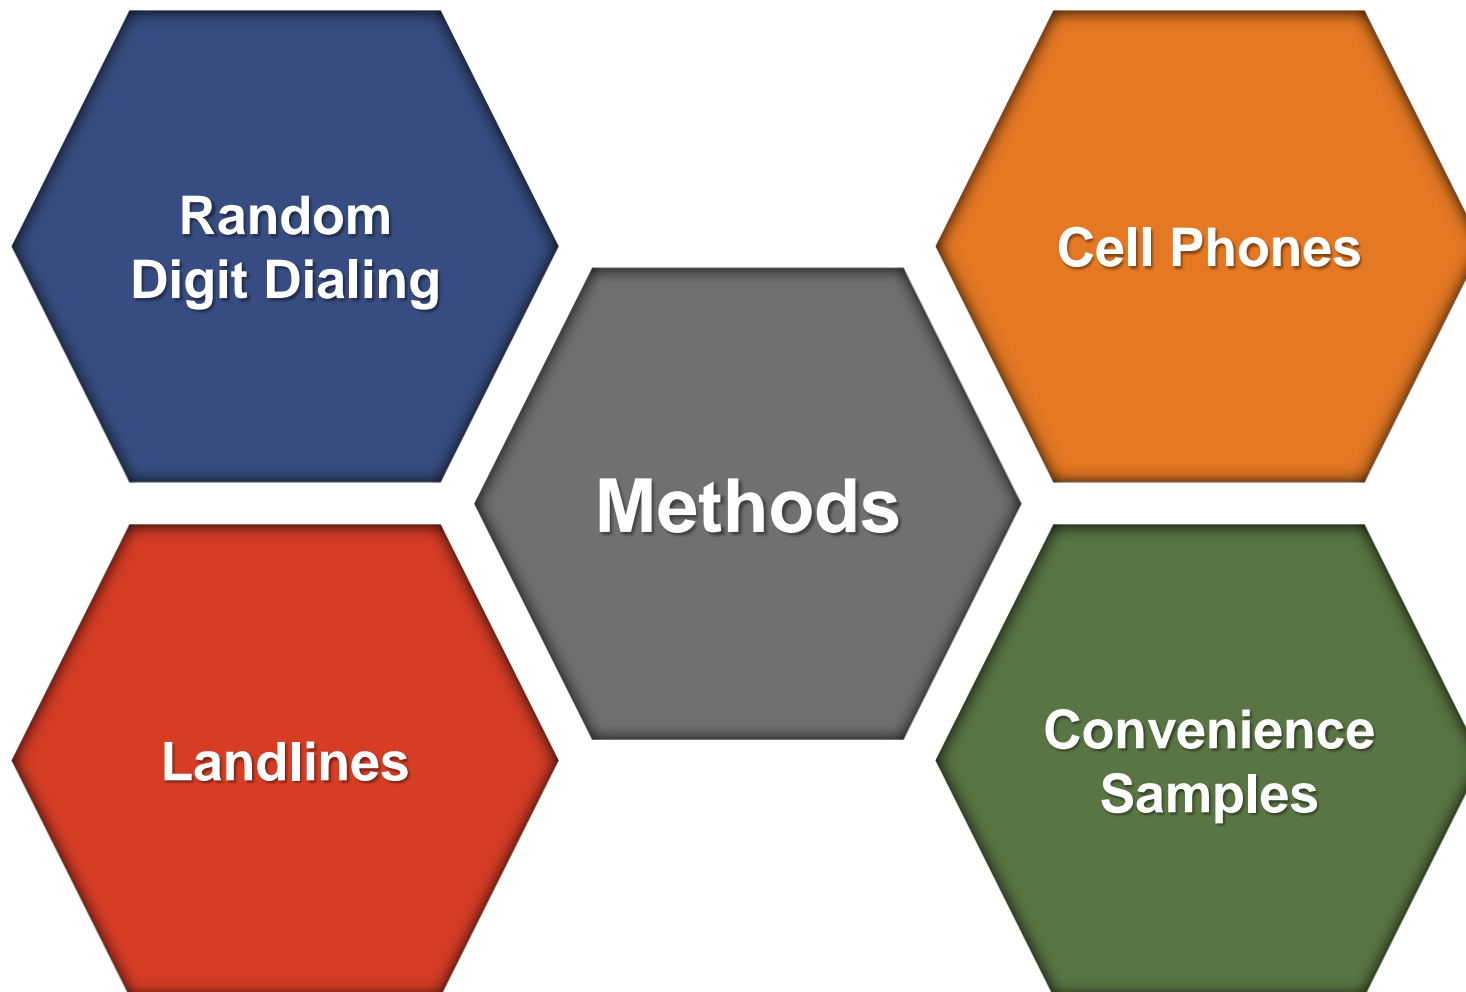 Random
Digit Dialing
Cell Phones
Methods
Landlines
Convenience
Samples